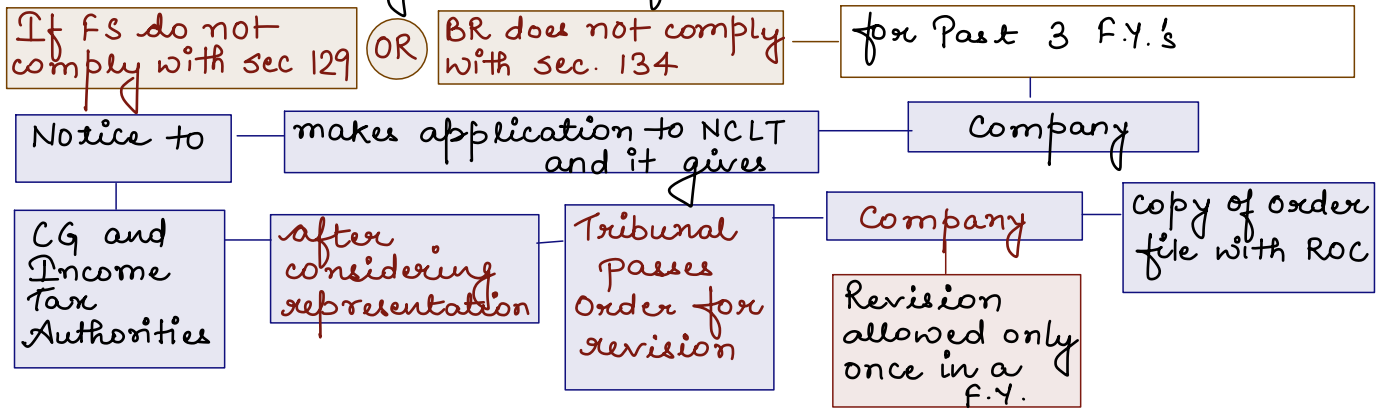 If FS do not
comply with sec 129
OR
BR does not comply
with sec. 134
for Past 3 F.Y.'s
Company
makes application to NCLT
and it gives
Notice to
CG and
Income
Tax
Authorities
after
considering
representation
Tribunal
passes
order for
revision
Company
copy of order
file with ROC
Revision
allowed only
once in a
F.Y.